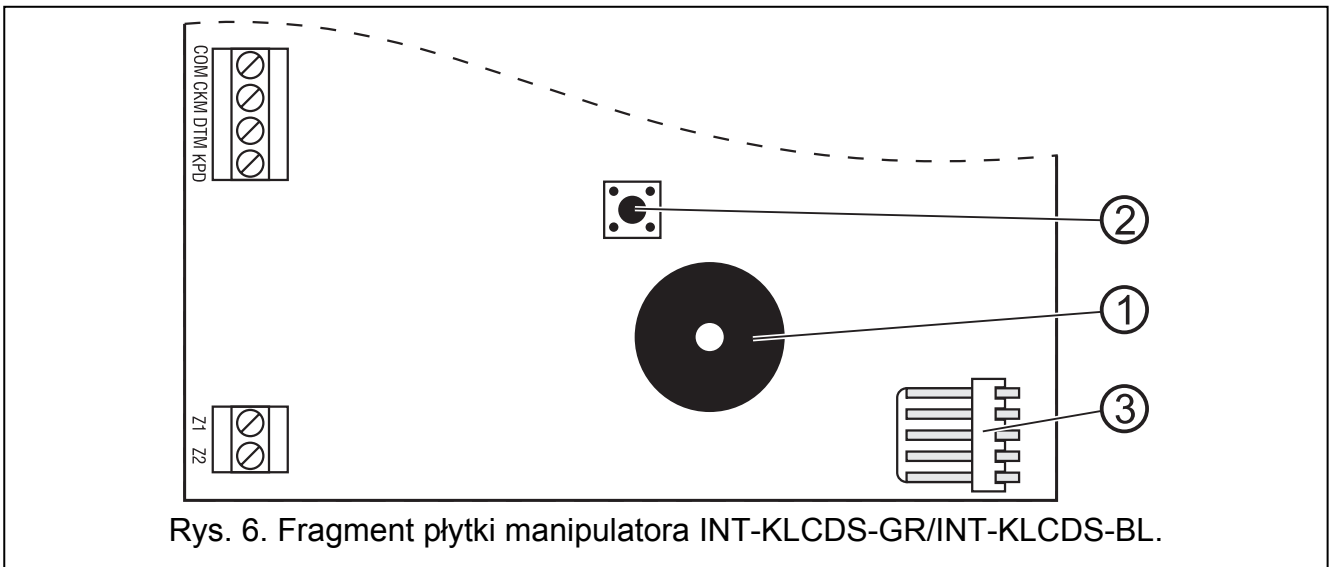 COM CKM DTM KPD
2
1
3
Z1
Z2
Rys. 6. Fragment płytki manipulatora INT-KLCDS-GR/INT-KLCDS-BL.